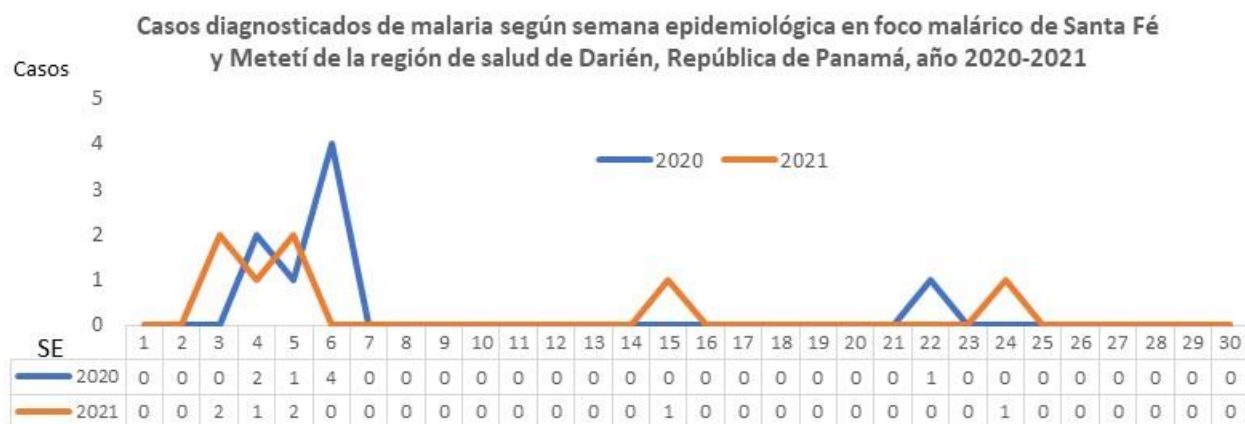 Casos diagnosticados de malaria según semana epidemiológica en foco malárico de Santa Fé
y Metetí de la región de salud de Darién, República de Panamá, año 2020-2021
Casos
5
4
3
2
1
0
2020 2021
SE 1 2 3 4 5 6 7 8 9 10 11 12 13 14 15 16 17 18 19 20 21 22 23 24 25 26 27 28 29 30
2020 0 0 0 2 1 4 0 0 0 0 0 0 0 0 0 0 0 0 0 0 0 1 0 0 0 0 0 0 0 0
2021 0 0 2 1 2 0 0 0 0 0 0 0 0 0 1 0 0 0 0 0 0 0 0 1 0 0 0 0 0 0